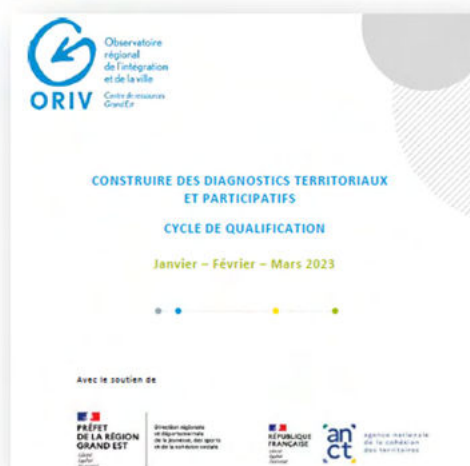 Observatoire
régional
de l'intégration
et de la ville
ORIV
Centre de ressources
Grand Est
CONSTRUIRE DES DIAGNOSTICS TERRITORIAUX
ET PARTICIPATIFS
CYCLE DE QUALIFICATION
Janvier – Février – Mars 2023
Avec le soutien de
PRÉFET
DE LA RÉGION
GRAND EST
Direction régionale
et départementale
de la jeunesse, des sports
et de la cohésion sociale
RÉPUBLIQUE
FRANÇAISE
an
ct
agence nationale
de la cohésion
des territoires